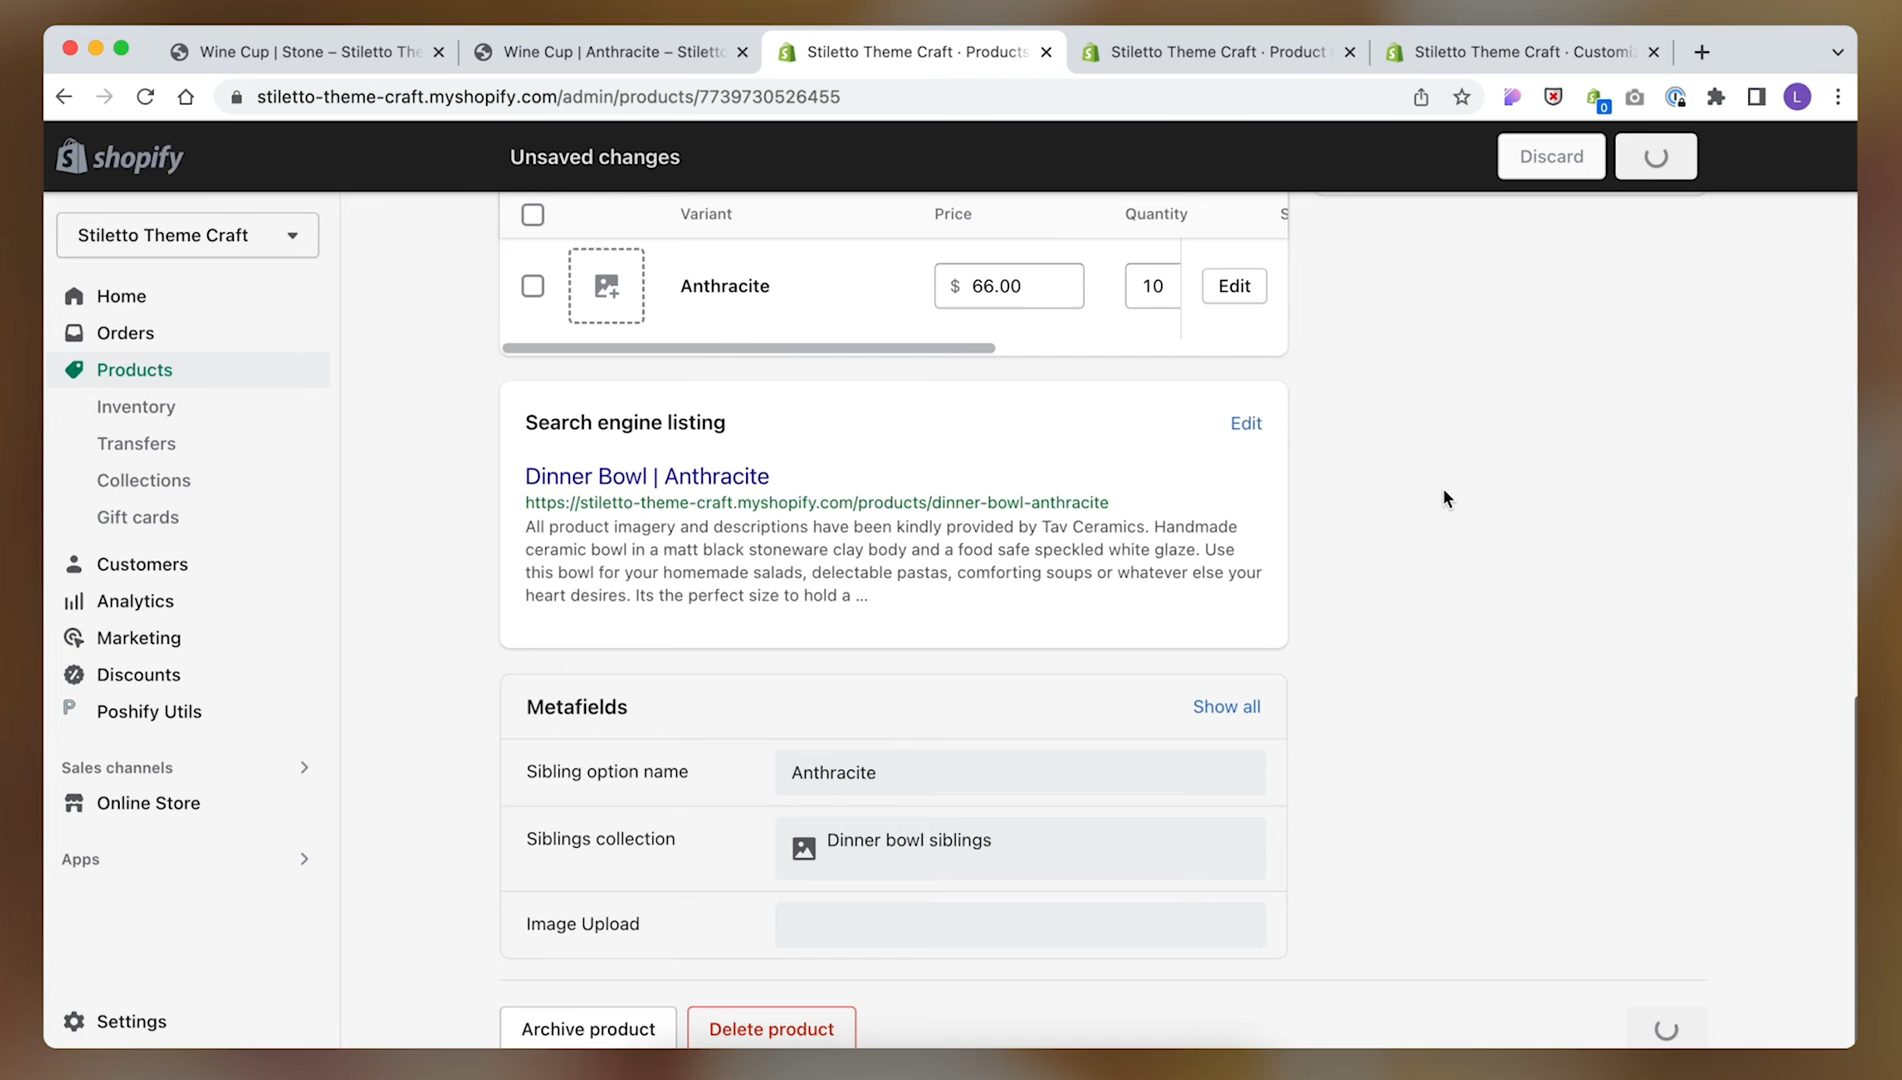 Wine Cup | Stone – Stiletto The
Wine Cup | Anthracite – Stiletto
Stiletto Theme Craft · Products
Stiletto Theme Craft · Product
Stiletto Theme Craft · Customiz
stiletto-theme-craft.myshopify.com/admin/products/7739730526455
0
L
shopify
Unsaved changes
Discard
Stiletto Theme Craft
Home
Orders
Products
Inventory
Transfers
Collections
Gift cards
Customers
Analytics
Marketing
Discounts
Poshify Utils
Sales channels
Online Store
Apps
Settings
Variant Price Quantity S
Anthracite $ 66.00 10 Edit
Search engine listing Edit
Dinner Bowl | Anthracite
https://stiletto-theme-craft.myshopify.com/products/dinner-bowl-anthracite
All product imagery and descriptions have been kindly provided by Tav Ceramics. Handmade
ceramic bowl in a matt black stoneware clay body and a food safe speckled white glaze. Use
this bowl for your homemade salads, delectable pastas, comforting soups or whatever else your
heart desires. Its the perfect size to hold a ...
Metafields Show all
Sibling option name Anthracite
Siblings collection Dinner bowl siblings
Image Upload
Archive product Delete product